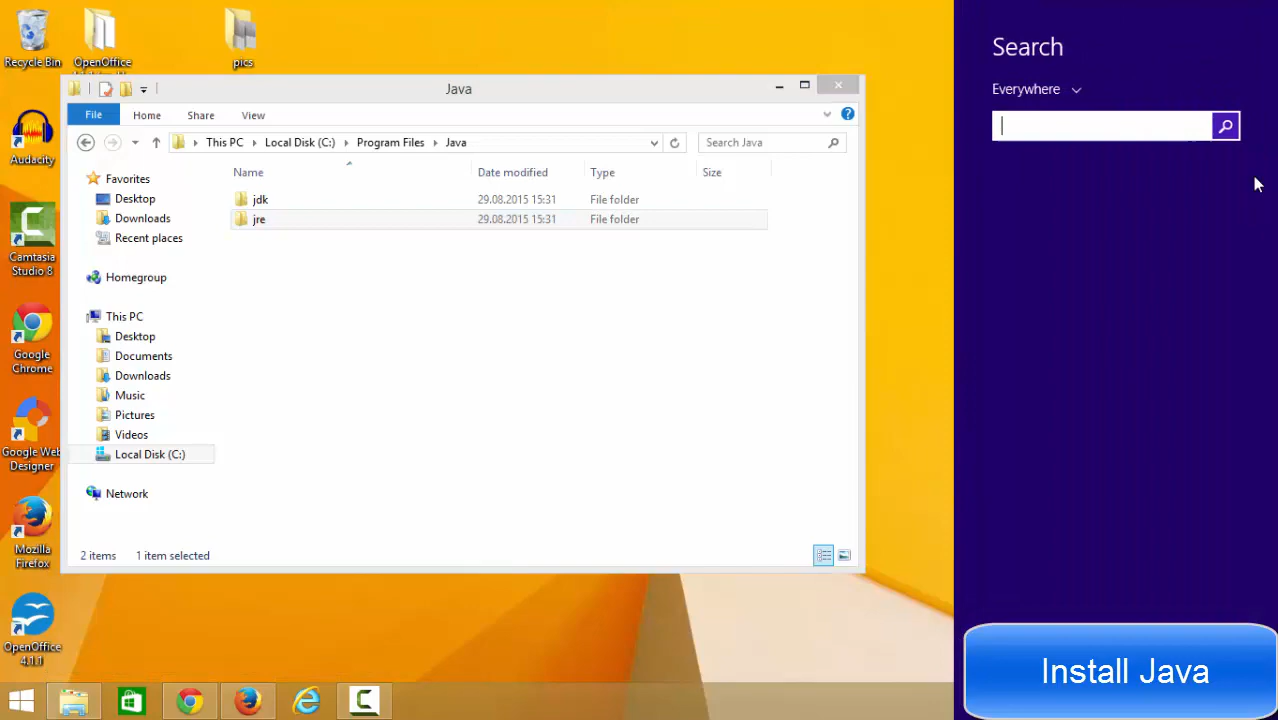 Recycle Bin
OpenOffice
pics
Audacity
Camtasia
Studio 8
Google
Chrome
Google Web
Designer
Mozilla
Firefox
OpenOffice
4.1.1
Java
File
Home
Share
View
This PC
Local Disk (C:)
Program Files
Java
Search Java
Name
Date modified
Type
Size
jdk
29.08.2015 15:31
File folder
jre
29.08.2015 15:31
File folder
Favorites
Desktop
Downloads
Recent places
Homegroup
This PC
Desktop
Documents
Downloads
Music
Pictures
Videos
Local Disk (C:)
Network
2 items
1 item selected
Search
Everywhere
Install Java